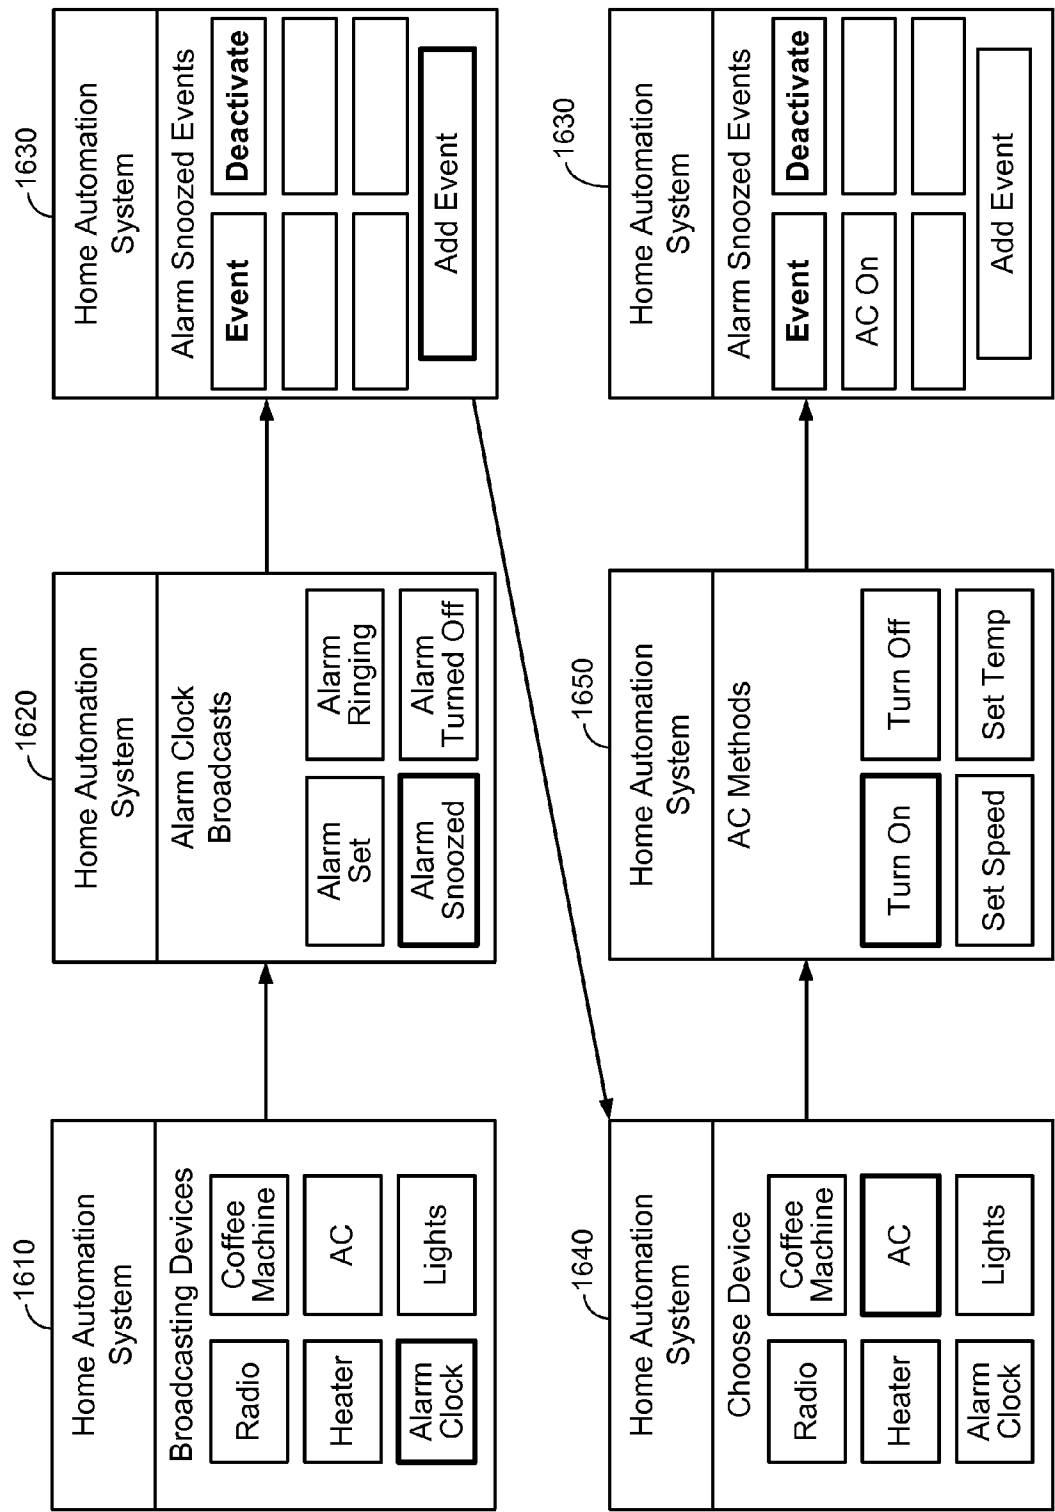 1610
Home Automation
System
Broadcasting Devices
Radio
Coffee
Machine
Heater
AC
Alarm
Clock
Lights
1620
Home Automation
System
Alarm Clock
Broadcasts
Alarm
Set
Alarm
Ringing
Alarm
Snoozed
Alarm
Turned Off
1630
Home Automation
System
Alarm Snoozed Events
Event
Deactivate
Add Event
1640
Home Automation
System
Choose Device
Radio
Coffee
Machine
Heater
AC
Alarm
Clock
Lights
1650
Home Automation
System
AC Methods
Turn On
Turn Off
Set Speed
Set Temp
1630
Home Automation
System
Alarm Snoozed Events
Event
Deactivate
AC On
Add Event